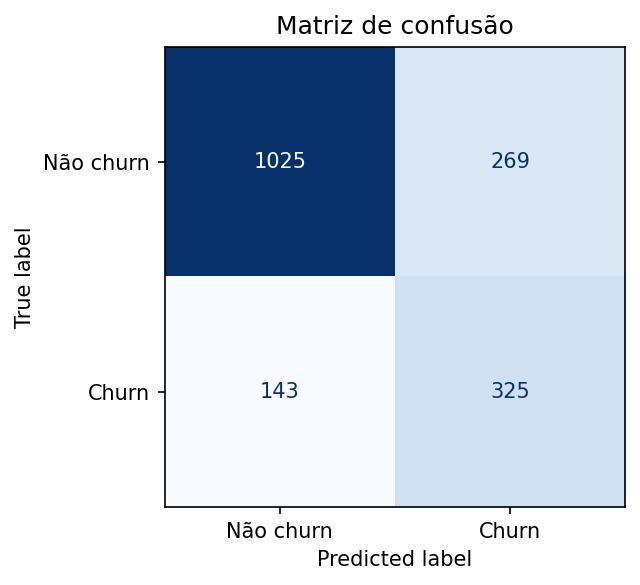 Matriz de confusão
True label
Não churn
1025
269
Churn
143
325
Não churn
Churn
Predicted label